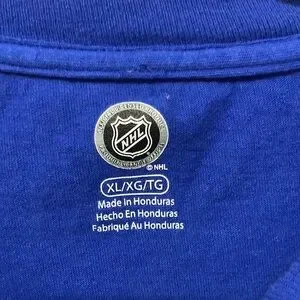 NHL
© NHL
XL/XG/TG
Made in Honduras
Hecho En Honduras
Fabriqué Au Honduras